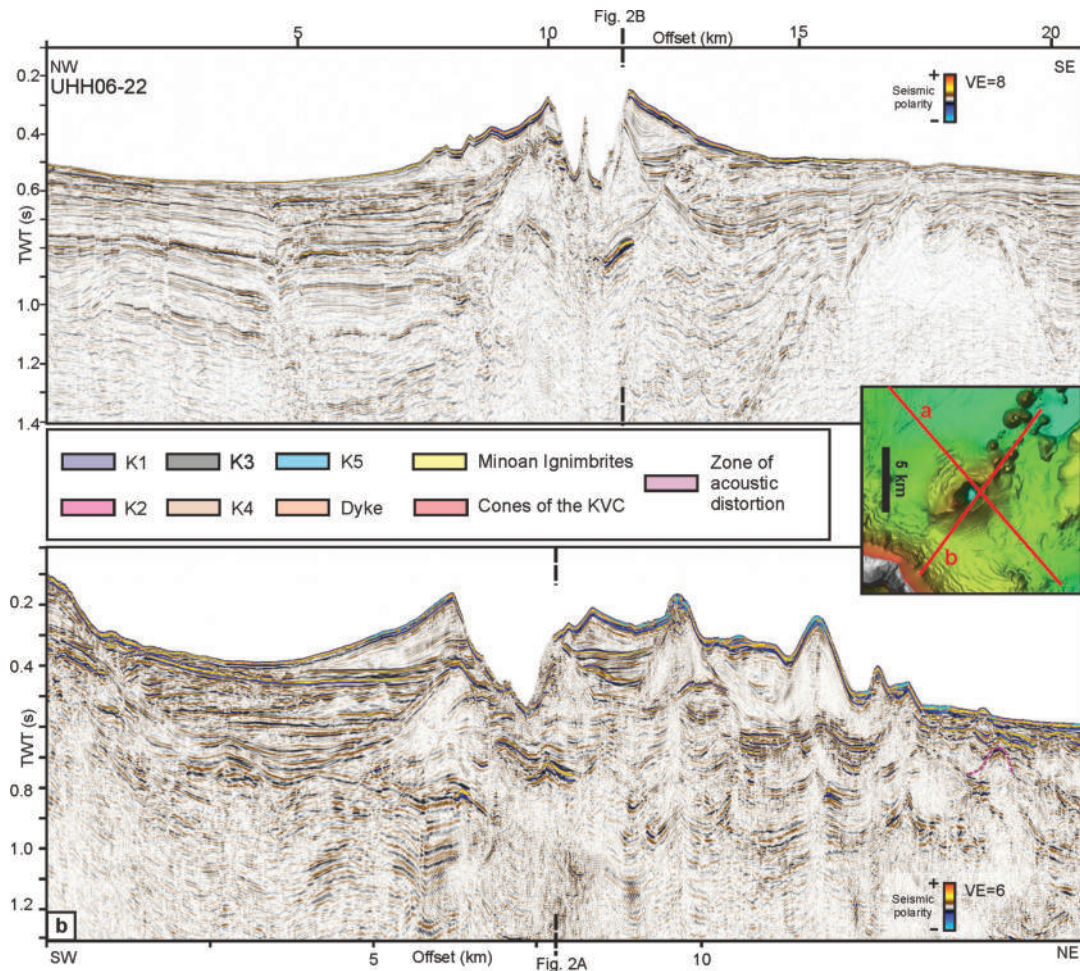 Fig. 2B
5
10
Offset (km)
15
20
NW
SE
UHH06-22
+
Seismic
polarity
-
VE=8
0.2
0.4
0.6
0.8
1.0
1.2
1.4
TWT (s)
K1
K3
K5
Minoan Ignimbrites
Zone of
acoustic
distortion
K2
K4
Dyke
Cones of the KVC
a
b
5 km
0.2
0.4
0.6
0.8
1.0
1.2
TWT (s)
+
Seismic
polarity
-
VE=6
b
SW
5
Offset (km)
Fig. 2A
10
NE